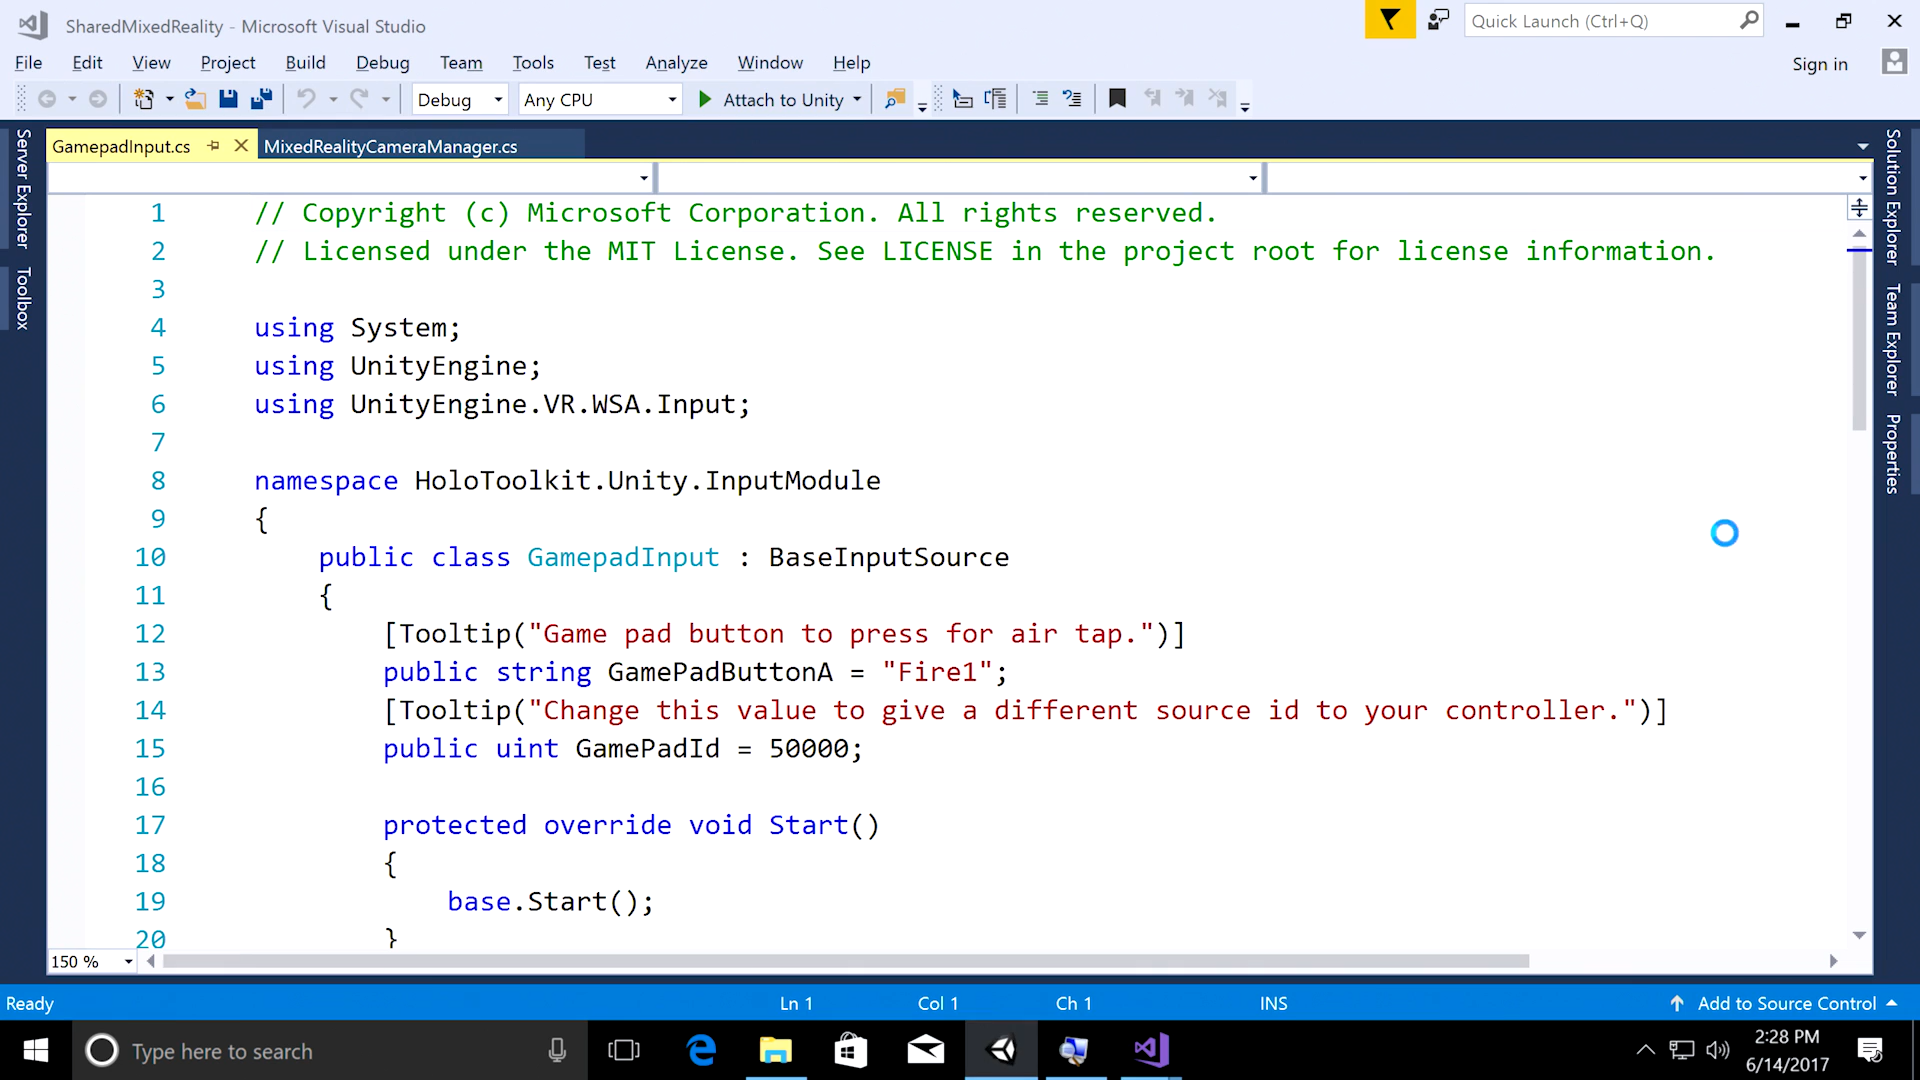 SharedMixedReality - Microsoft Visual Studio
Quick Launch (Ctrl+Q)
File Edit View Project Build Debug Team Tools Test Analyze Window Help
Sign in
Debug Any CPU Attach to Unity
GamepadInput.cs MixedRealityCameraManager.cs
Server Explorer
Toolbox
Solution Explorer
Team Explorer
Properties
1 // Copyright (c) Microsoft Corporation. All rights reserved.
2 // Licensed under the MIT License. See LICENSE in the project root for license information.
3
4 using System;
5 using UnityEngine;
6 using UnityEngine.VR.WSA.Input;
7
8 namespace HoloToolkit.Unity.InputModule
9 {
10 public class GamepadInput : BaseInputSource
11 {
12 [Tooltip("Game pad button to press for air tap.")]
13 public string GamePadButtonA = "Fire1";
14 [Tooltip("Change this value to give a different source id to your controller.")]
15 public uint GamePadId = 50000;
16
17 protected override void Start()
18 {
19 base.Start();
20 }
150 %
Ready Ln 1 Col 1 Ch 1 INS Add to Source Control
Type here to search
2:28 PM
6/14/2017